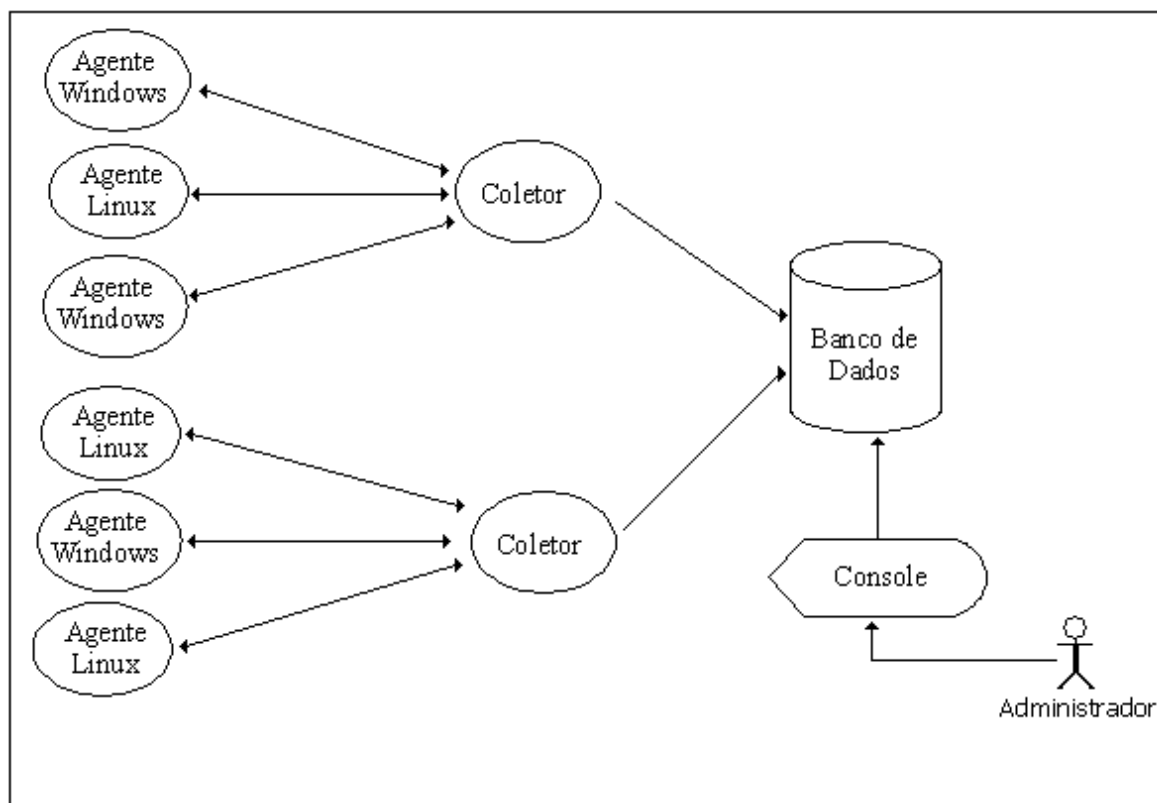 Agente
Windows
Agente
Linux
Agente
Windows
Coletor
Agente
Linux
Agente
Windows
Agente
Linux
Coletor
Banco de
Dados
Console
Administrador